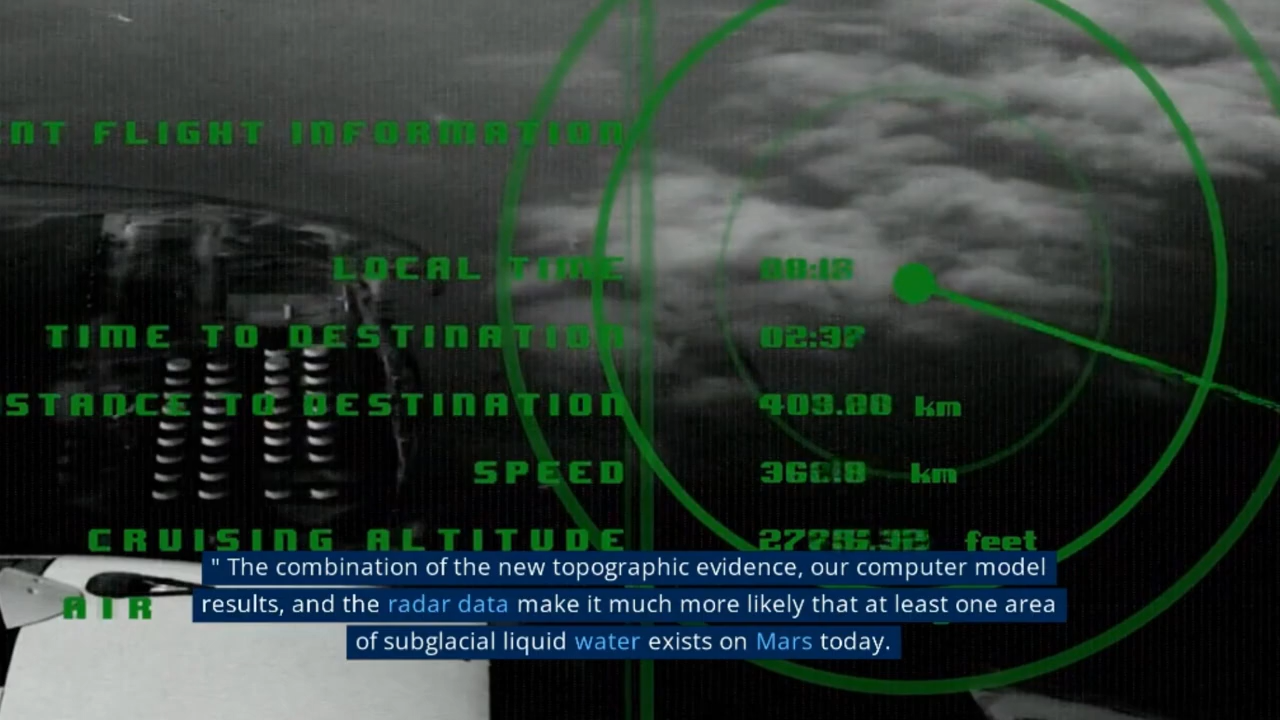 NT FLIGHT INFORMATION
LOCAL TIME
TIME TO DESTINATION 02:37
STANCE TO DESTINATION km
SPEED km
CRUISING ALTITUDE feet
" The combination of the new topographic evidence, our computer model
results, and the radar data make it much more likely that at least one area
AIR
of subglacial liquid water exists on Mars today.